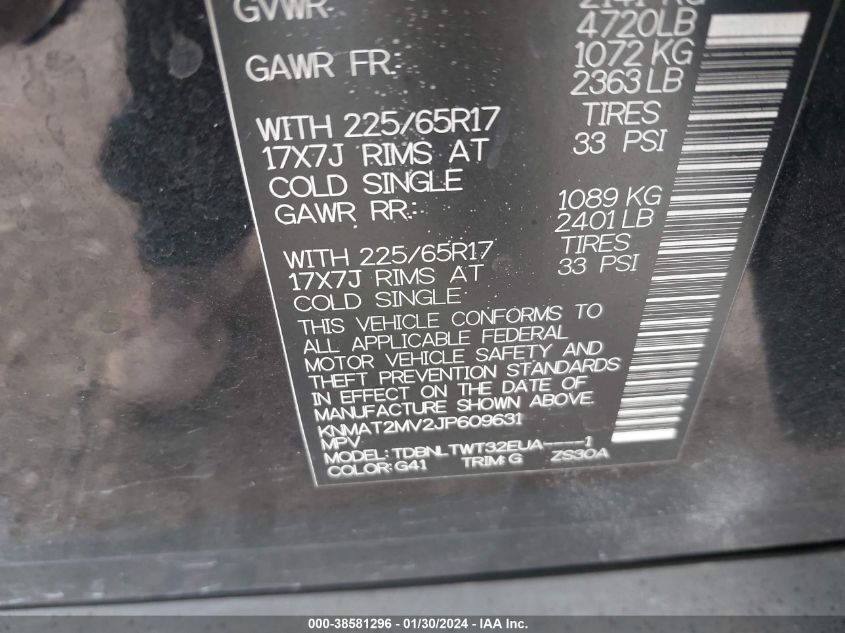 GVWR 2141 KG
4720LB
GAWR FR: 1072 KG
2363 LB
WITH 225/65R17 TIRES
17X7J RIMS AT 33 PSI
COLD SINGLE
GAWR RR: 1089 KG
2401 LB
WITH 225/65R17 TIRES
17X7J RIMS AT 33 PSI
COLD SINGLE
THIS VEHICLE CONFORMS TO
ALL APPLICABLE FEDERAL
MOTOR VEHICLE SAFETY AND
THEFT PREVENTION STANDARDS
IN EFFECT ON THE DATE OF
MANUFACTURE SHOWN ABOVE.
KNMAT2MV2JP609631
MPV
MODEL: TDBNLTWT32EUA----1
COLOR: G41 TRIM: G ZS30A
000-38581296 - 01/30/2024 - IAA Inc.